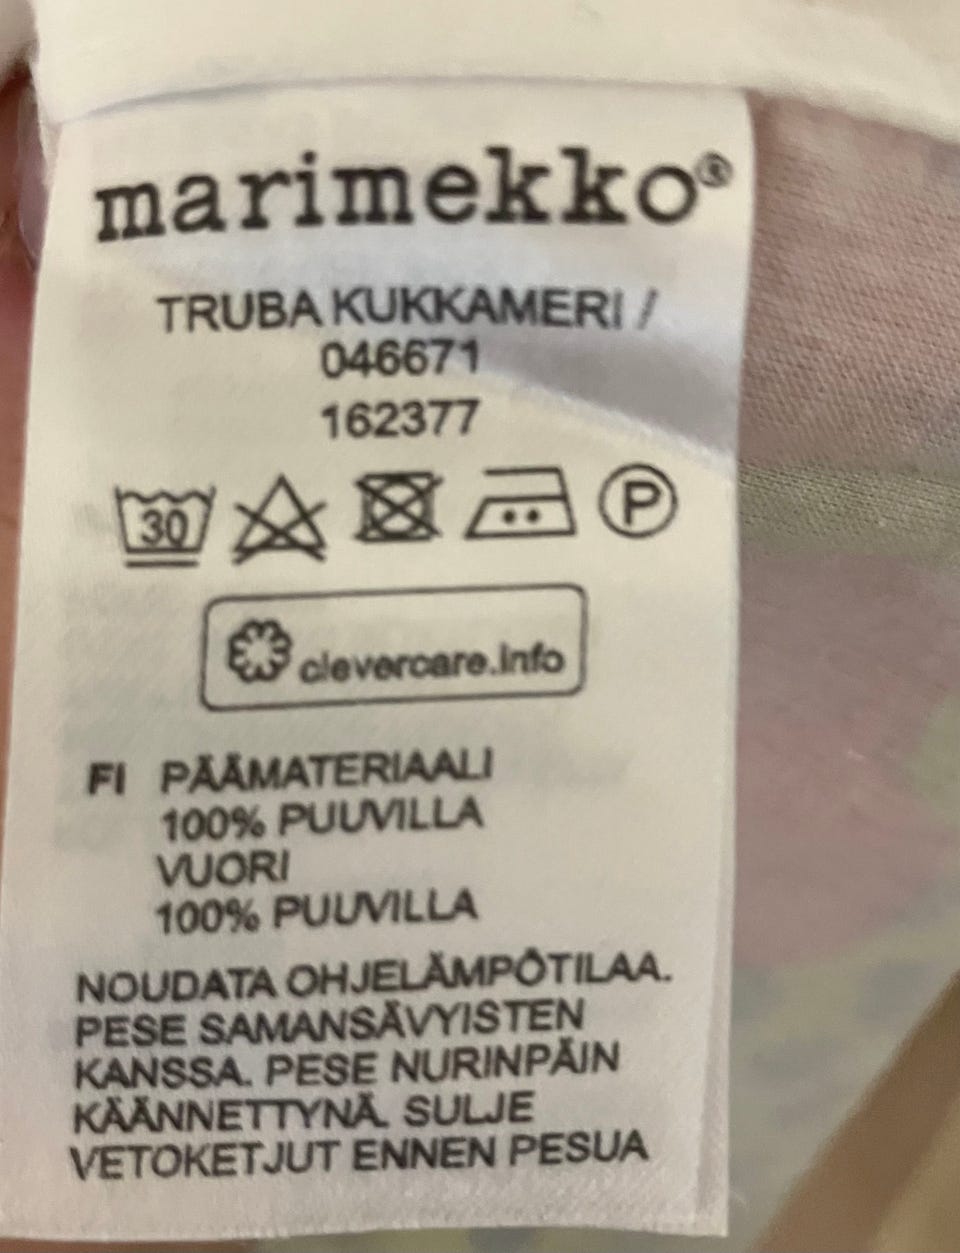 marimekko®
TRUBA KUKKAMERI /
046671
162377
30 P
clevercare.info
FI PÄÄMATERIAALI
100% PUUVILLA
VUORI
100% PUUVILLA
NOUDATA OHJELÄMPÖTILAA.
PESE SAMANSÄVYISTEN
KANSSA. PESE NURINPÄIN
KÄÄNNETTYNÄ. SULJE
VETOKETJUT ENNEN PESUA